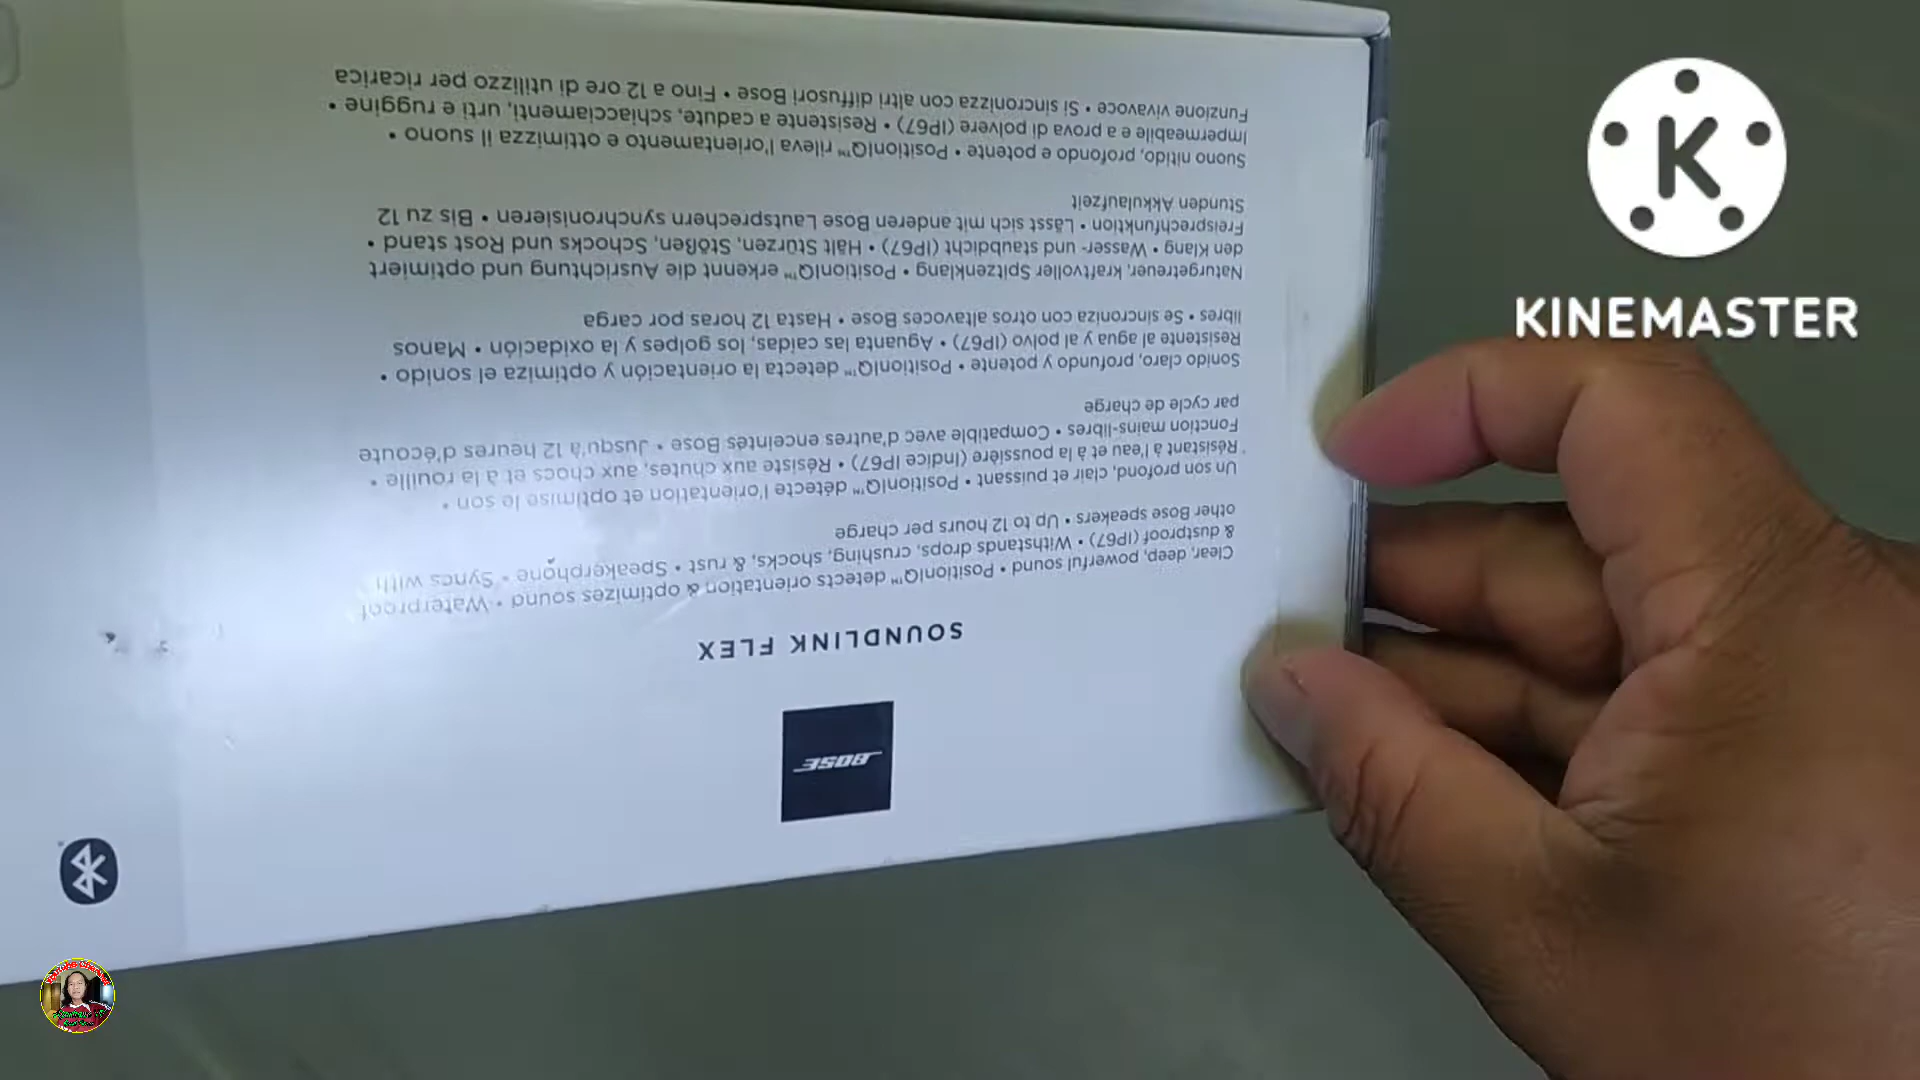 BOSE
SOUNDLINK FLEX
Clear, deep, powerful sound • PositionIQ™ detects orientation & optimizes sound • Waterproof
& dustproof (IP67) • Withstands drops, crushing, shocks, & rust • Speakerphone • Syncs with
other Bose speakers • Up to 12 hours per charge
Un son profond, clair et puissant • PositionIQ™ détecte l'orientation et optimise le son •
Résistant à l'eau et à la poussière (Indice IP67) • Résiste aux chutes, aux chocs et à la rouille •
Fonction mains-libres • Compatible avec d'autres enceintes Bose • Jusqu'à 12 heures d'écoute
par cycle de charge
Sonido claro, profundo y potente • PositionIQ™ detecta la orientación y optimiza el sonido •
Resistente al agua y al polvo (IP67) • Aguanta las caídas, los golpes y la oxidación • Manos
libres • Se sincroniza con otros altavoces Bose • Hasta 12 horas por carga
Naturgetreuer, kraftvoller Spitzenklang • PositionIQ™ erkennt die Ausrichtung und optimiert
den Klang • Wasser- und staubdicht (IP67) • Hält Stürzen, Stößen, Schocks und Rost stand •
Freisprechfunktion • Lässt sich mit anderen Bose Lautsprechern synchronisieren • Bis zu 12
Stunden Akkulaufzeit
Suono nitido, profondo e potente • PositionIQ™ rileva l'orientamento e ottimizza il suono •
Impermeabile e a prova di polvere (IP67) • Resistente a cadute, schiacciamenti, urti e ruggine •
Funzione vivavoce • Si sincronizza con altri diffusori Bose • Fino a 12 ore di utilizzo per ricarica
K
KINEMASTER